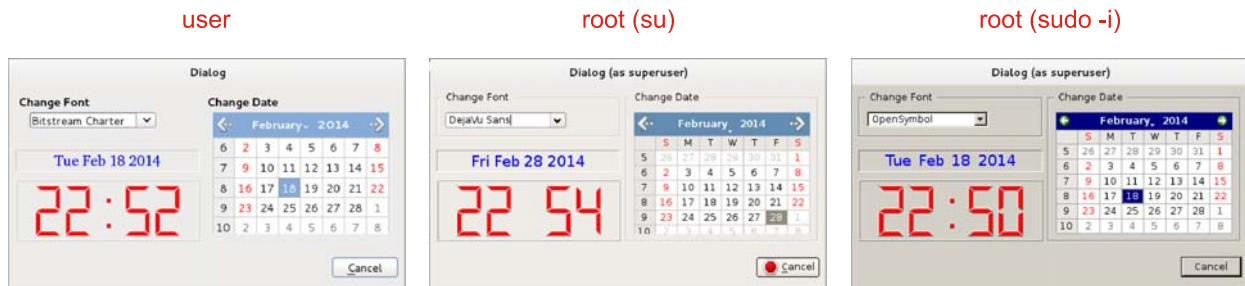 user
Dialog
Change Font
Bitstream Charter
Tue Feb 18 2014
22:52
Change Date
February 2014
6 2 3 4 5 6 7 8
7 9 10 11 12 13 14 15
8 16 17 18 19 20 21 22
9 23 24 25 26 27 28 1
10 2 3 4 5 6 7 8
Cancel
root (su)
Dialog (as superuser)
Change Font
DejaVu Sans
Fri Feb 28 2014
22 54
Change Date
February, 2014
S M T W T F S
5 26 27 28 29 30 31 1
6 2 3 4 5 6 7 8
7 9 10 11 12 13 14 15
8 16 17 18 19 20 21 22
9 23 24 25 26 27 28 1
10 2 3 4 5 6 7 8
Cancel
root (sudo -i)
Dialog (as superuser)
Change Font
OpenSymbol
Tue Feb 18 2014
22:50
Change Date
February, 2014
S M T W T F S
5 26 27 28 29 30 31 1
6 2 3 4 5 6 7 8
7 9 10 11 12 13 14 15
8 16 17 18 19 20 21 22
9 23 24 25 26 27 28 1
10 2 3 4 5 6 7 8
Cancel